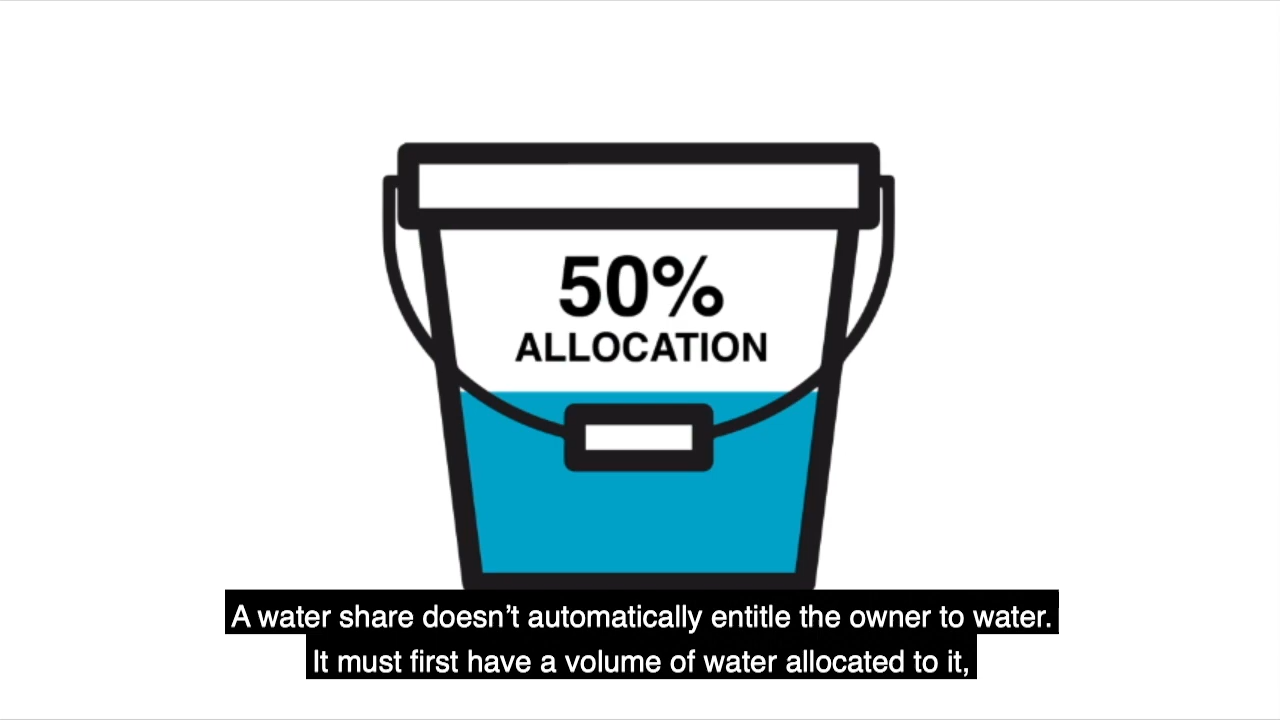 50%
ALLOCATION
A water share doesn’t automatically entitle the owner to water.
It must first have a volume of water allocated to it,